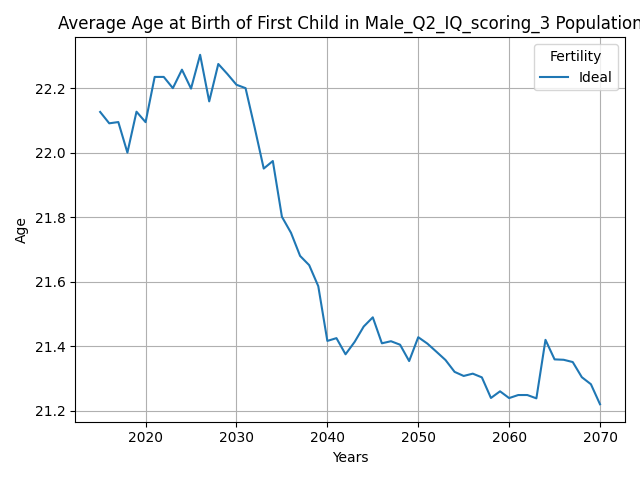 Average Age at Birth of First Child in Male_Q2_IQ_scoring_3 Population
Fertility
Ideal
22.2
22.0
21.8
21.6
21.4
21.2
Age
2020
2030
2040
2050
2060
2070
Years